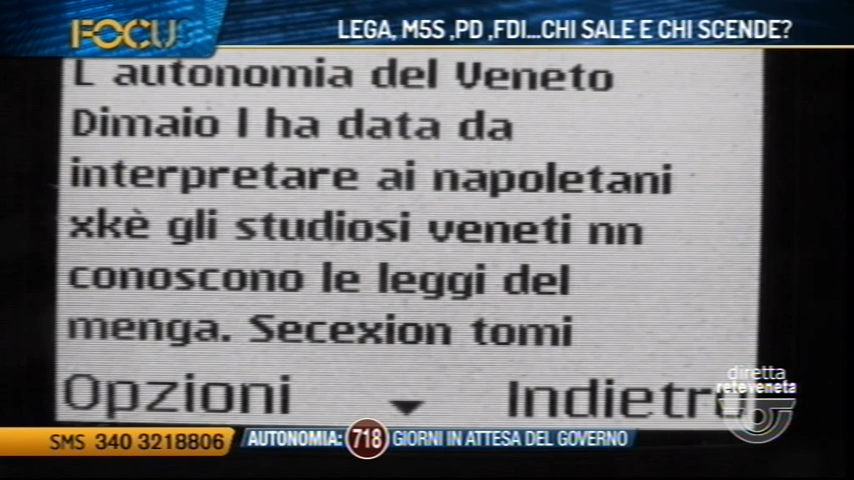 FOCUS
LEGA, M5S ,PD ,FDI...CHI SALE E CHI SCENDE?
L autonomia del Veneto
Dimaio l ha data da
interpretare ai napoletani
xkè gli studiosi veneti nn
conoscono le leggi del
menga. Secexion tomi
Opzioni
Indietro
diretta
reteveneta
SMS 340 3218806
AUTONOMIA: 718 GIORNI IN ATTESA DEL GOVERNO